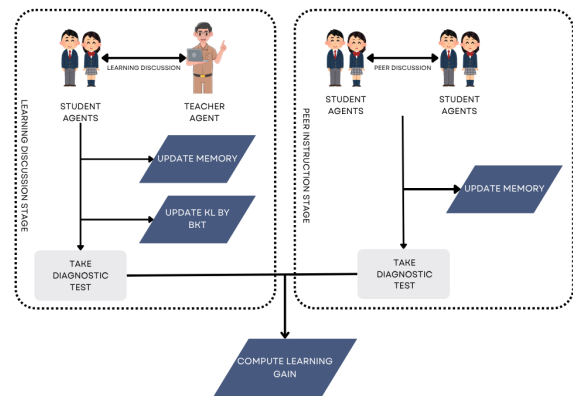 LEARNING DISCUSSION STAGE
LEARNING DISCUSSION
STUDENT
AGENTS
TEACHER
AGENT
UPDATE MEMORY
UPDATE KL BY
BKT
TAKE
DIAGNOSTIC
TEST
PEER INSTRUCTION STAGE
PEER DISCUSSION
STUDENT
AGENTS
STUDENT
AGENTS
UPDATE MEMORY
TAKE
DIAGNOSTIC
TEST
COMPUTE LEARNING
GAIN